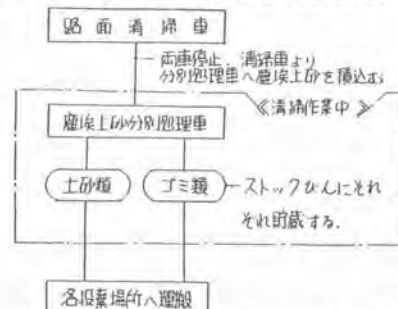 路面清掃車
両車停止、清掃車より
分別処理車へ塵埃土砂を積込む
≪清掃作業中≫
塵埃土砂分別処理車
土砂類
ゴミ類
ストックびんにそれ
それ貯蔵する.
各投棄場所へ運搬